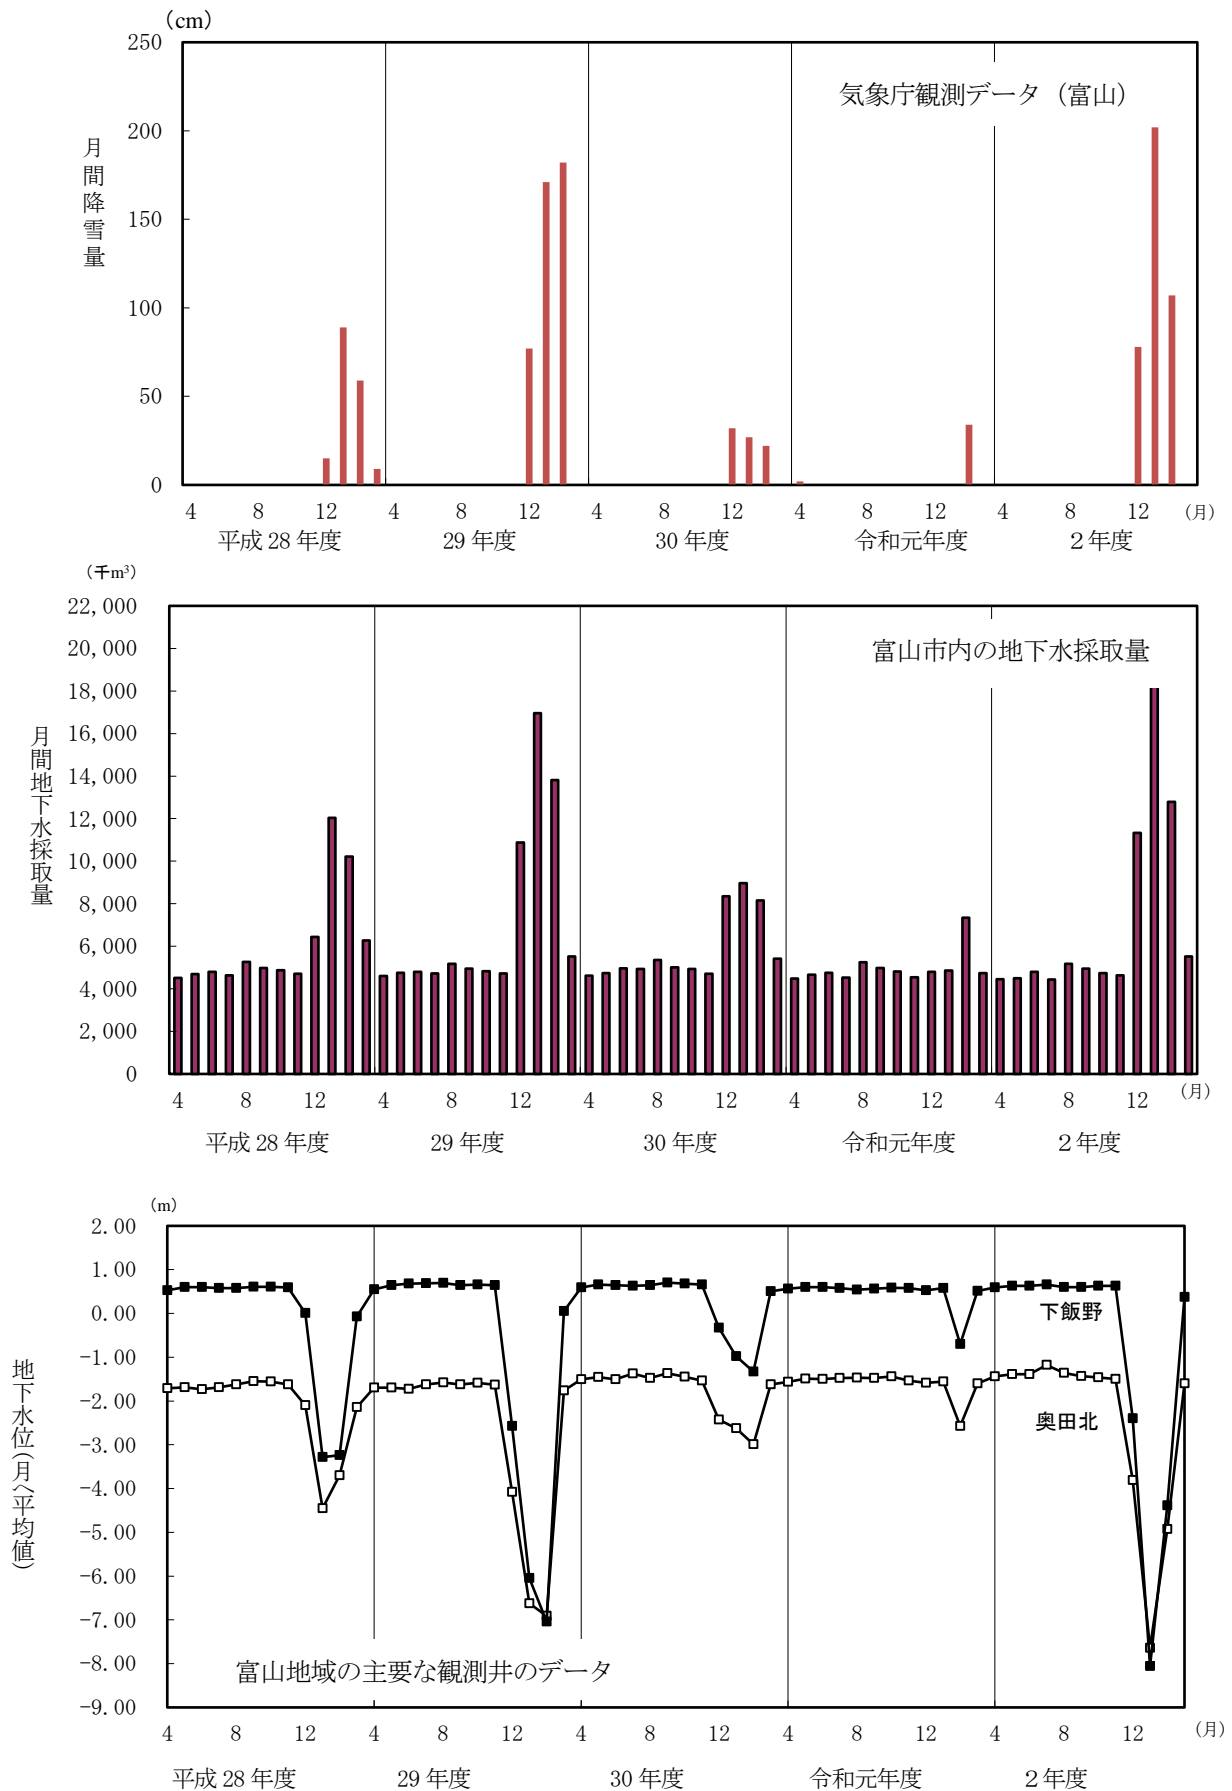 (cm)
250
200
150
100
50
0
月間降雪量
気象庁観測データ（富山）
4 8 12 4 8 12 4 8 12 4 8 12 4 8 12 (月)
平成 28 年度 29 年度 30 年度 令和元年度 2 年度
(千m³)
22,000
20,000
18,000
16,000
14,000
12,000
10,000
8,000
6,000
4,000
2,000
0
月間地下水採取量
富山市内の地下水採取量
4 8 12 4 8 12 4 8 12 4 8 12 4 8 12 (月)
平成 28 年度 29 年度 30 年度 令和元年度 2 年度
(m)
2.00
1.00
0.00
-1.00
-2.00
-3.00
-4.00
-5.00
-6.00
-7.00
-8.00
-9.00
地下水位(月平均値)
下飯野
奥田北
富山地域の主要な観測井のデータ
4 8 12 4 8 12 4 8 12 4 8 12 4 8 12 (月)
平成 28 年度 29 年度 30 年度 令和元年度 2 年度